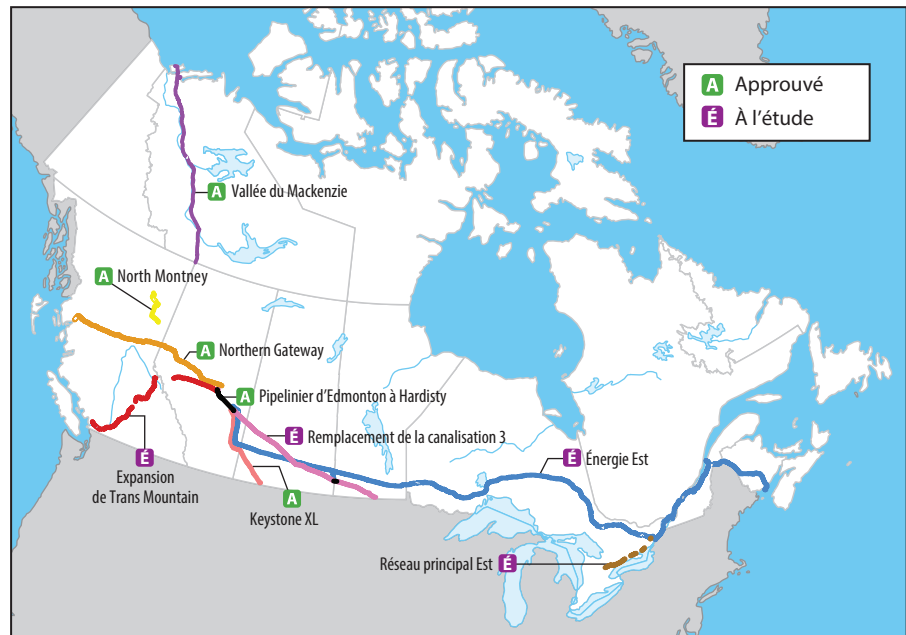 A Approuvé
É À l'étude
A Vallée du Mackenzie
A North Montney
A Northern Gateway
A Pipelinier d'Edmonton à Hardisty
É Remplacement de la canalisation 3
É Énergie Est
É
Expansion
de Trans Mountain
A
Keystone XL
Réseau principal Est É